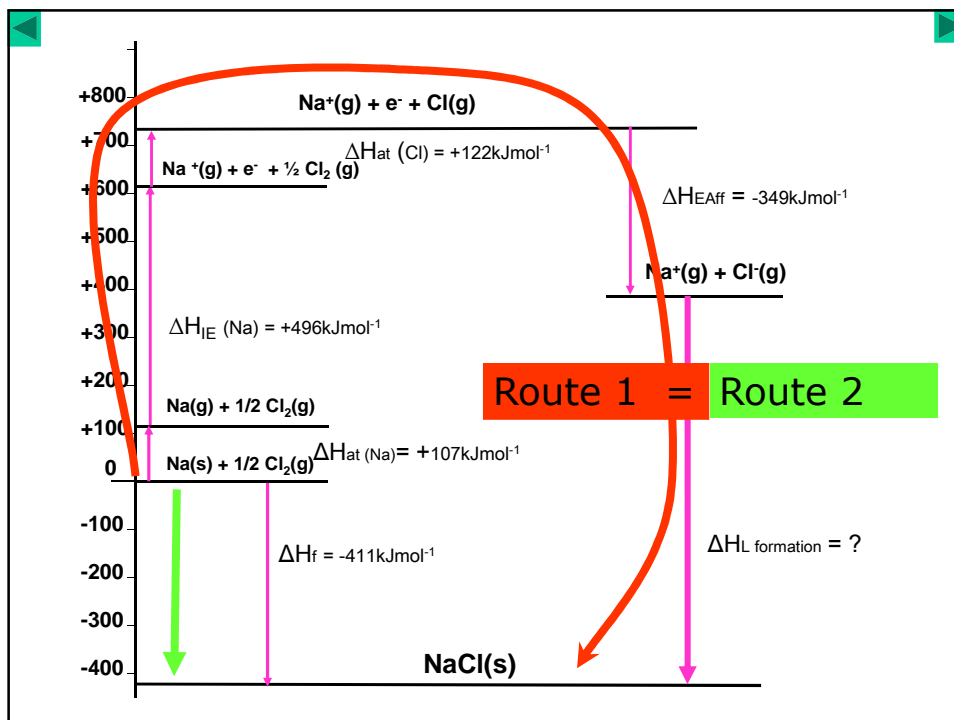 +800
Na⁺(g) + e⁻ + Cl(g)
+700
ΔHat (Cl) = +122kJmol⁻¹
Na ⁺(g) + e⁻ + ½ Cl₂ (g)
+600
ΔHEAff = -349kJmol⁻¹
+500
Na⁺(g) + Cl⁻(g)
+400
ΔHIE (Na) = +496kJmol⁻¹
+300
Route 1 = Route 2
+200
Na(g) + 1/2 Cl₂(g)
+100
ΔHat (Na)= +107kJmol⁻¹
Na(s) + 1/2 Cl₂(g)
0
-100
ΔHf = -411kJmol⁻¹
ΔHL formation = ?
-200
-300
NaCl(s)
-400